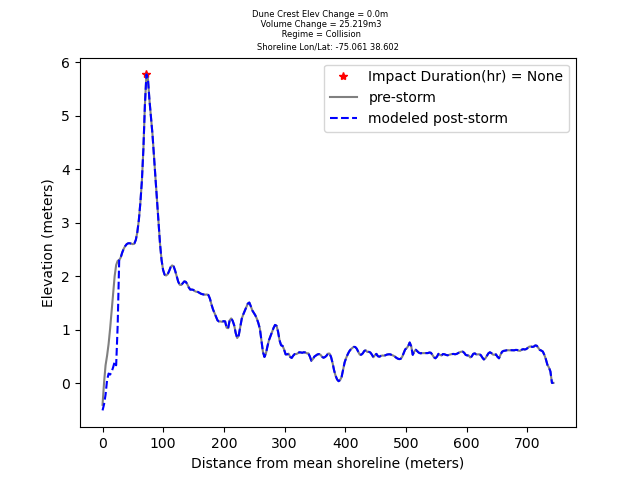 Dune Crest Elev Change = 0.0m
Volume Change = 25.219m3
Regime = Collision
Shoreline Lon/Lat: -75.061 38.602
Impact Duration(hr) = None
pre-storm
modeled post-storm
Elevation (meters)
6
5
4
3
2
1
0
0 100 200 300 400 500 600 700
Distance from mean shoreline (meters)